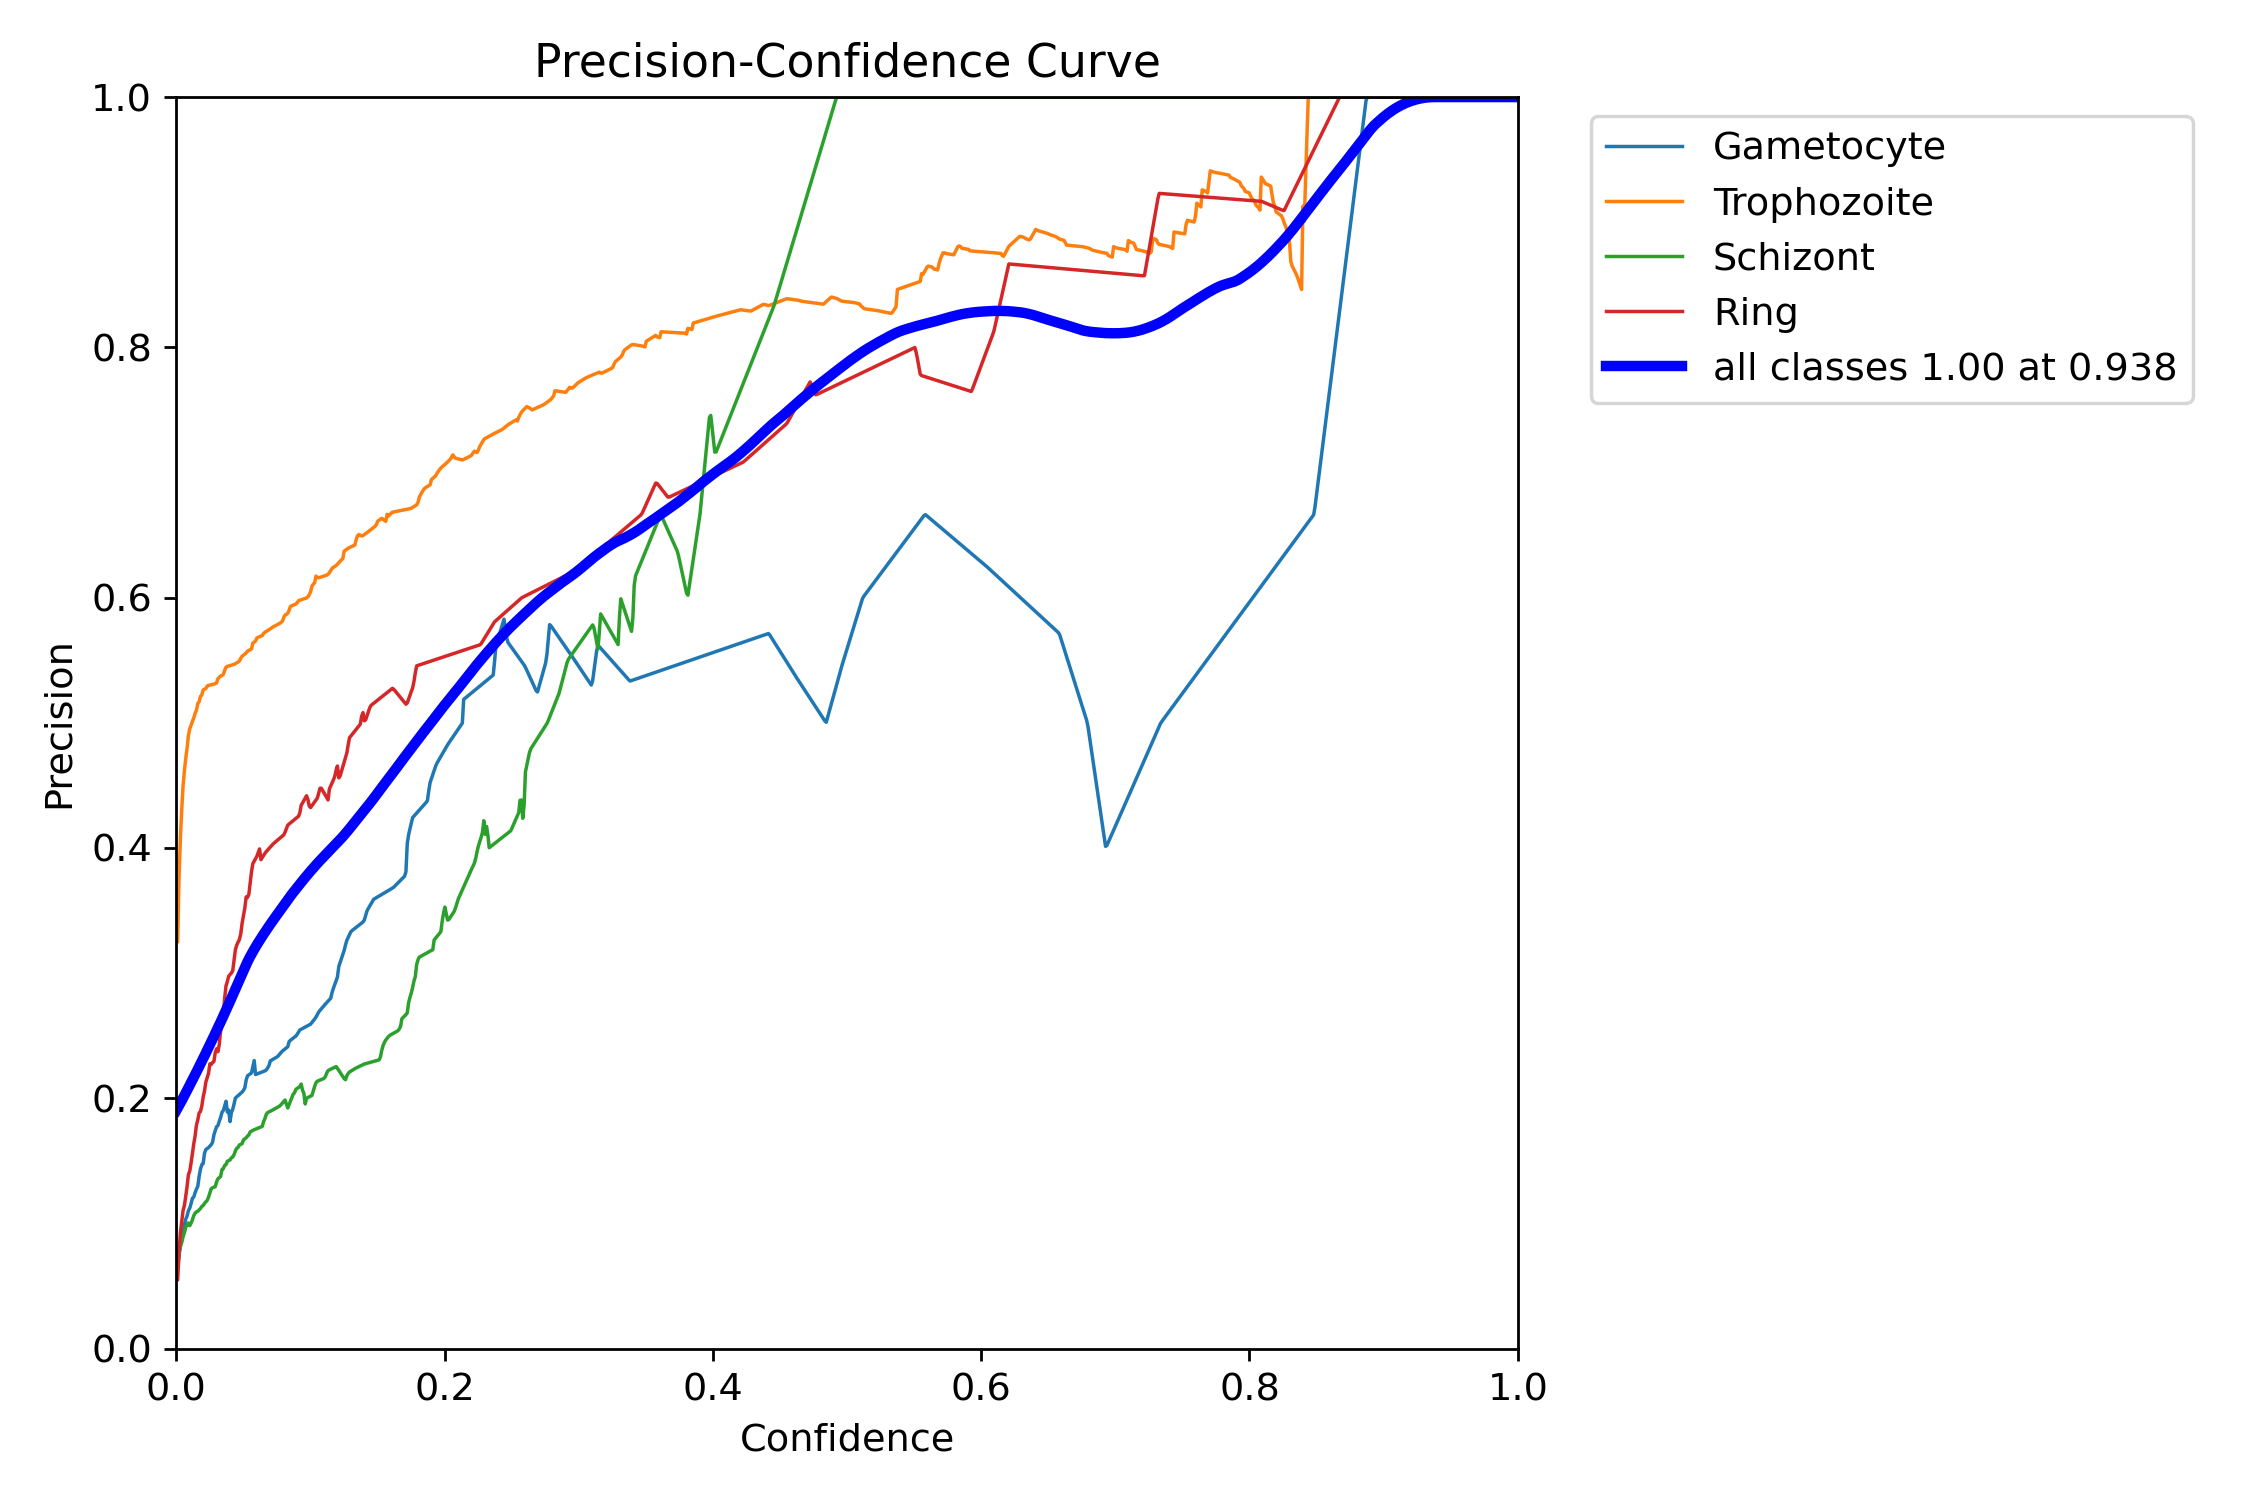 Precision-Confidence Curve
1.0
0.8
0.6
0.4
0.2
0.0
Precision
0.0 0.2 0.4 0.6 0.8 1.0
Confidence
Gametocyte
Trophozoite
Schizont
Ring
all classes 1.00 at 0.938